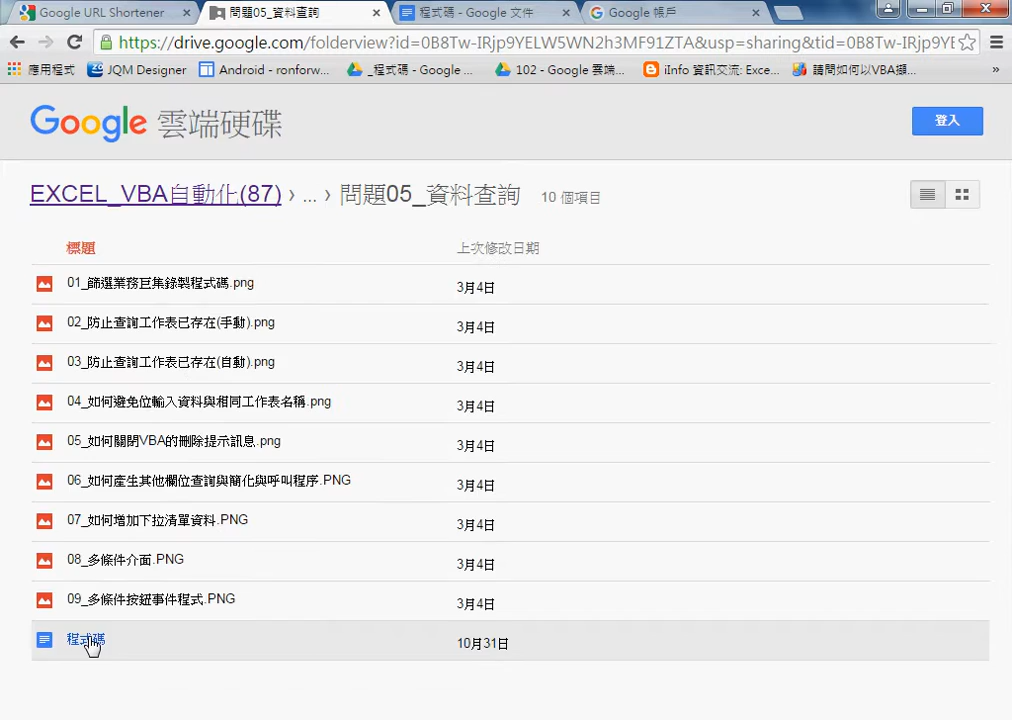 Google URL Shortener
問題05_資料查詢
程式碼 - Google 文件
Google 帳戶
https://drive.google.com/folderview?id=0B8Tw-IRjp9YELW5WN2h3MF91ZTA&usp=sharing&tid=0B8Tw-IRjp9YE
應用程式
JQM Designer
Android - ronforw...
_程式碼 - Google ...
102 - Google 雲端...
iInfo 資訊交流: Exce...
請問如何以VBA擷...
»
Google 雲端硬碟
登入
EXCEL_VBA自動化(87) › ... › 問題05_資料查詢 10 個項目
標題 上次修改日期
01_篩選業務巨集錄製程式碼.png 3月4日
02_防止查詢工作表已存在(手動).png 3月4日
03_防止查詢工作表已存在(自動).png 3月4日
04_如何避免位輸入資料與相同工作表名稱.png 3月4日
05_如何關閉VBA的刪除提示訊息.png 3月4日
06_如何產生其他欄位查詢與簡化與呼叫程序.PNG 3月4日
07_如何增加下拉清單資料.PNG 3月4日
08_多條件介面.PNG 3月4日
09_多條件按鈕事件程式.PNG 3月4日
程式碼 10月31日